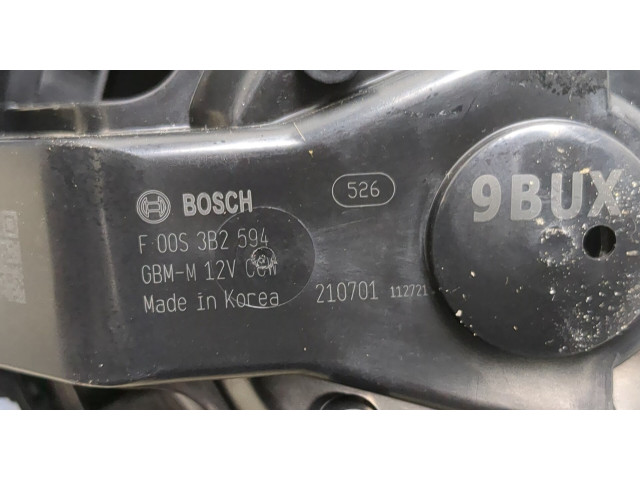 BOSCH
526
9BUX
F 00S 3B2 594
GBM-M 12V CCW
Made in Korea
210701 112721